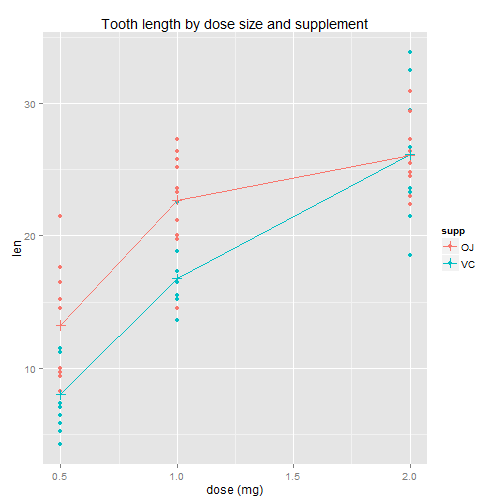 Tooth length by dose size and supplement
len
30
20
10
0.5 1.0 1.5 2.0
dose (mg)
supp
OJ
VC